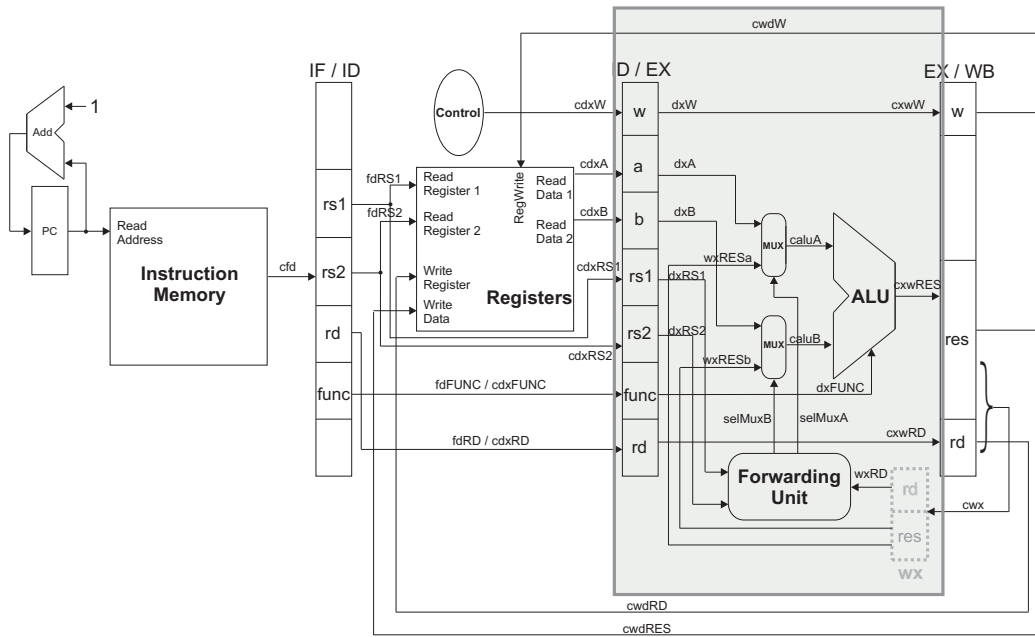 cwdW
IF / ID
ID / EX
EX / WB
1
Add
Control
cdxW
w
dxW
cxwW
w
PC
Read
Address
Instruction
Memory
cfd
rs1
rs2
rd
func
fdRS1
fdRS2
Read
Register 1
Read
Register 2
Write
Register
Write
Data
RegWrite
Read
Data 1
Read
Data 2
Registers
cdxA
cdxB
cdxRS1
cdxRS2
a
b
rs1
rs2
func
rd
dxA
dxB
dxRS1
dxRS2
wxRESa
wxRESb
MUX
MUX
caluA
caluB
ALU
cxwRES
res
fdFUNC / cdxFUNC
dxFUNC
selMuxB
selMuxA
fdRD / cdxRD
cxwRD
rd
Forwarding
Unit
wxRD
rd
res
wx
cwx
cwdRD
cwdRES